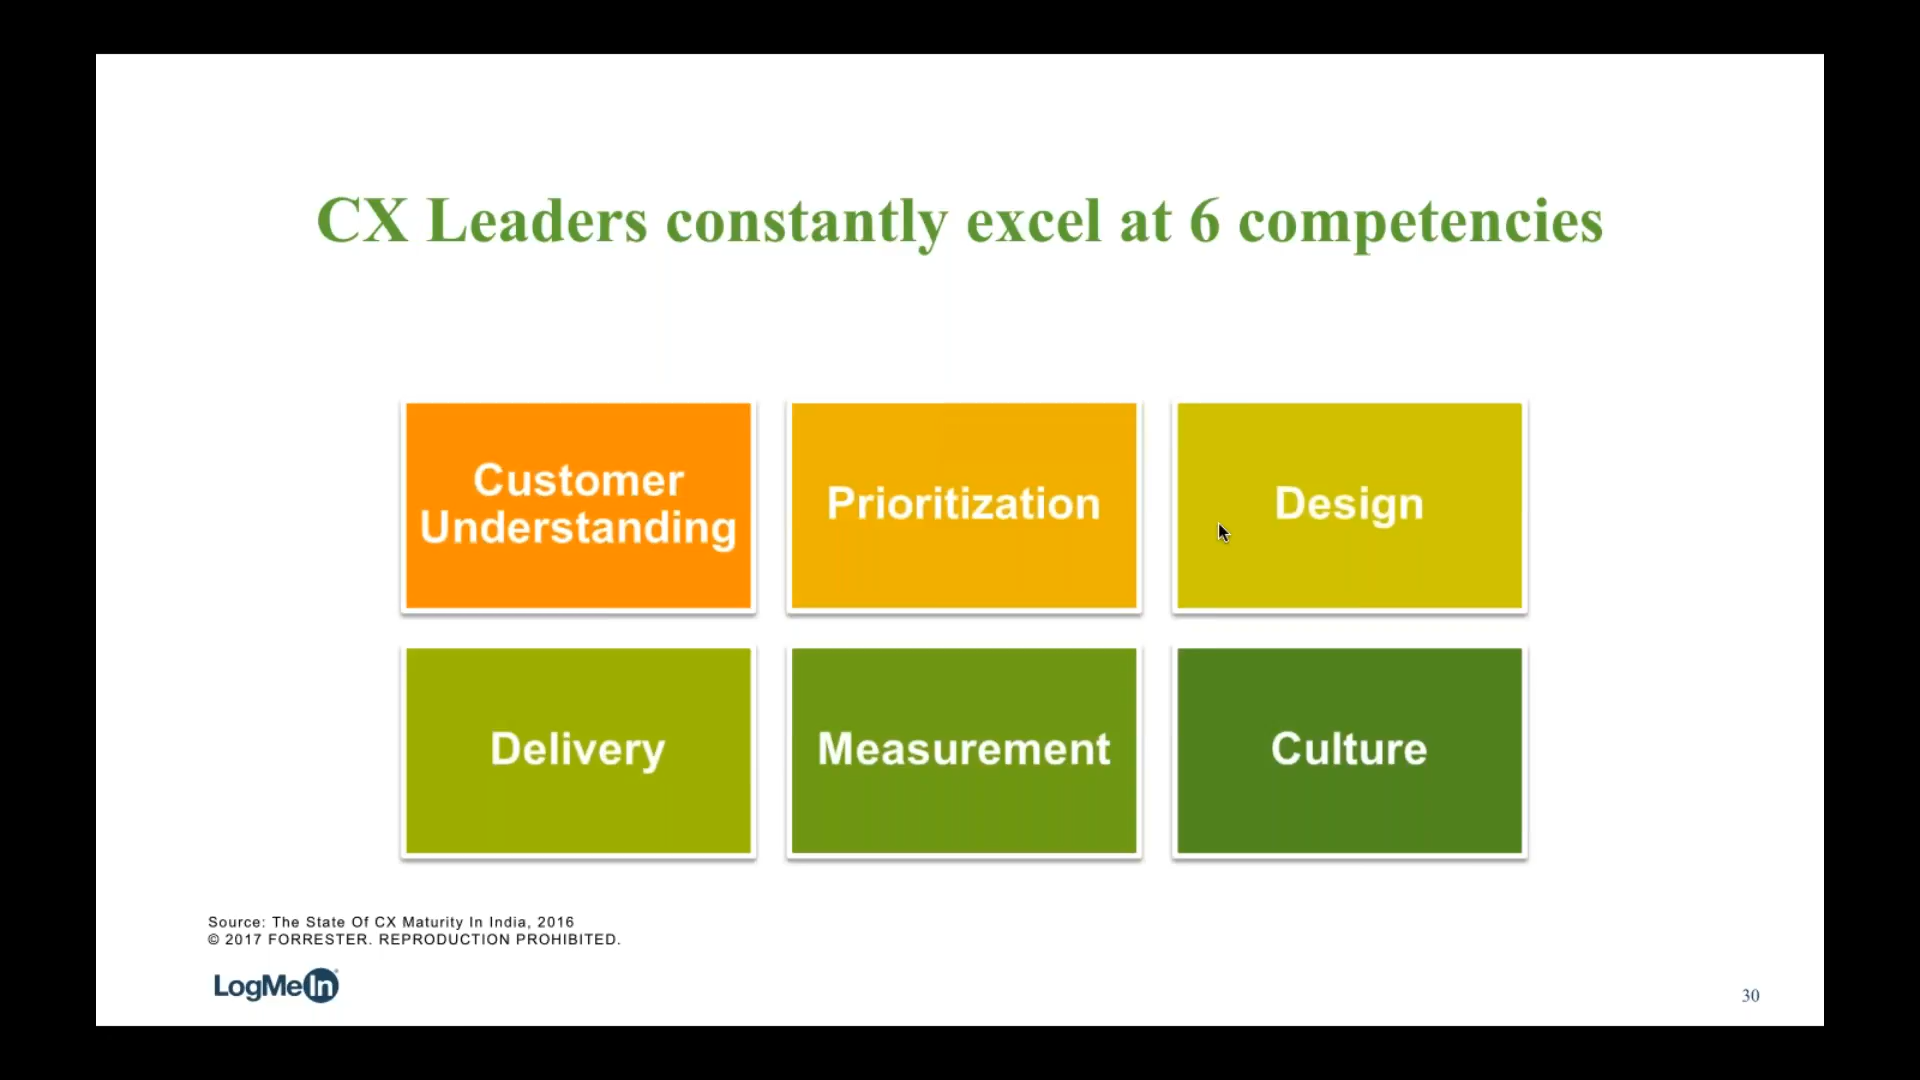 CX Leaders constantly excel at 6 competencies
Customer
Understanding
Prioritization
Design
Delivery
Measurement
Culture
Source: The State Of CX Maturity In India, 2016
© 2017 FORRESTER. REPRODUCTION PROHIBITED.
LogMeIn
30